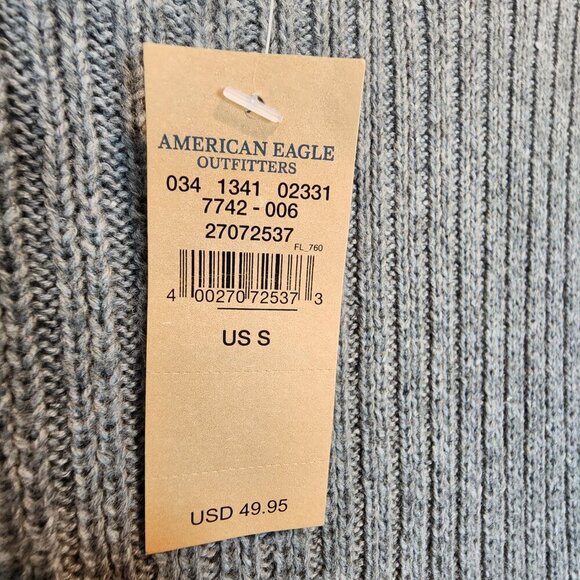 AMERICAN EAGLE
OUTFITTERS
034 1341 02331
7742 - 006
27072537
FL_760
4 00270 72537 3
US S
USD 49.95